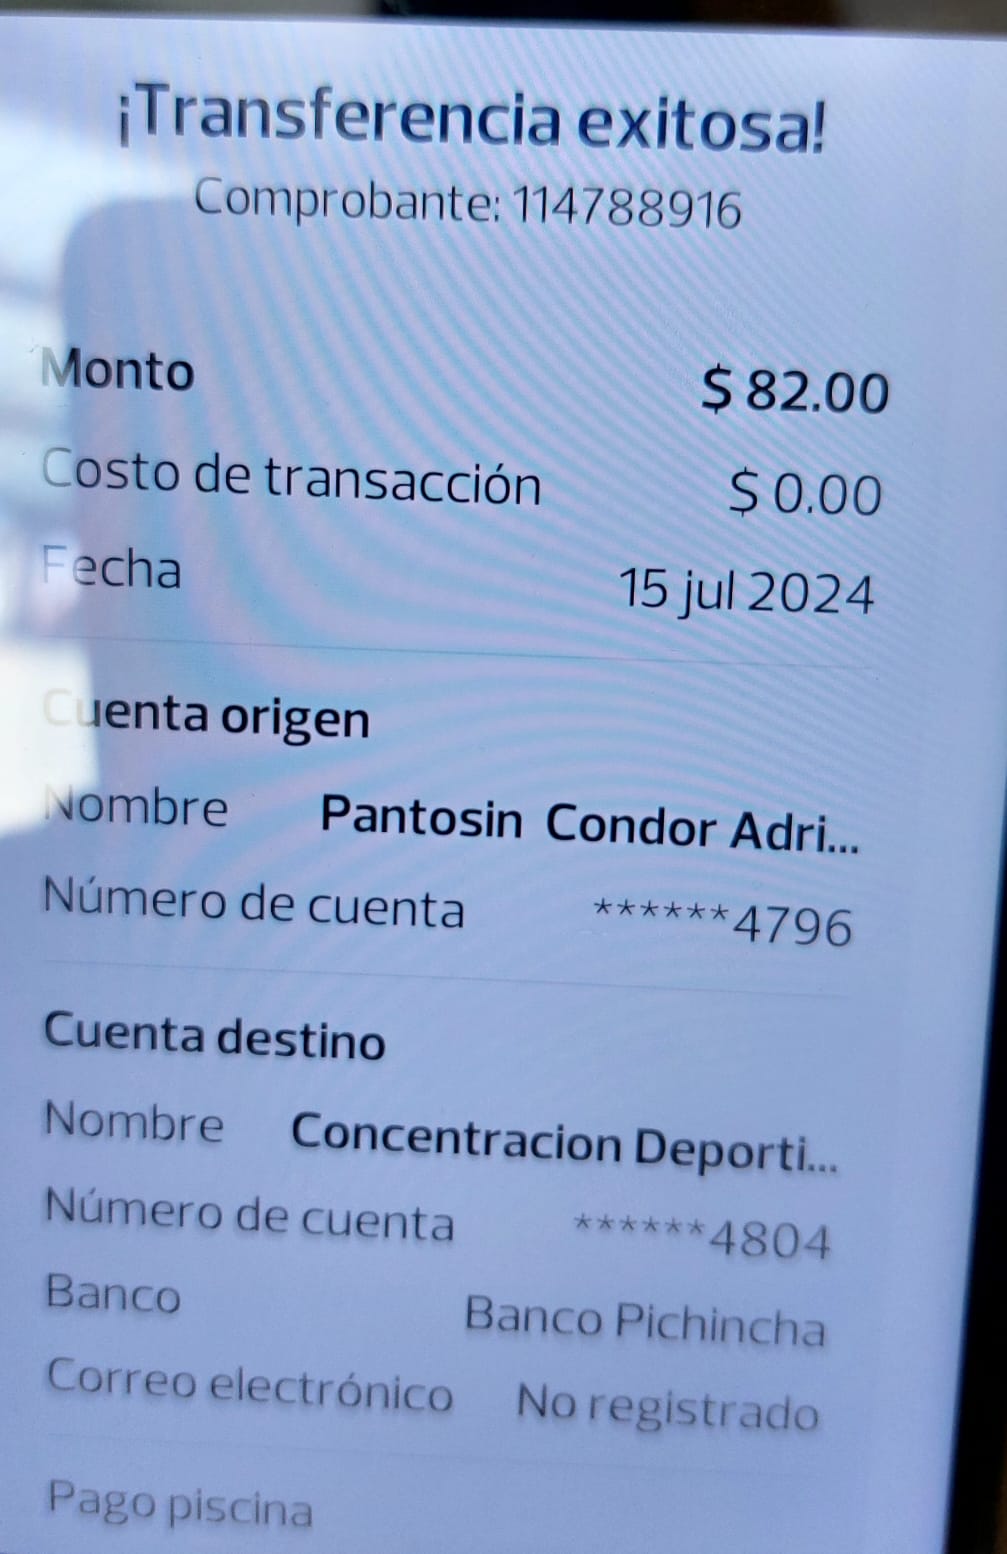 ¡Transferencia exitosa!
Comprobante: 114788916
Monto $ 82.00
Costo de transacción $ 0.00
Fecha 15 jul 2024
Cuenta origen
Nombre Pantosin Condor Adri...
Número de cuenta ******4796
Cuenta destino
Nombre Concentracion Deporti...
Número de cuenta ******4804
Banco Banco Pichincha
Correo electrónico No registrado
Pago piscina